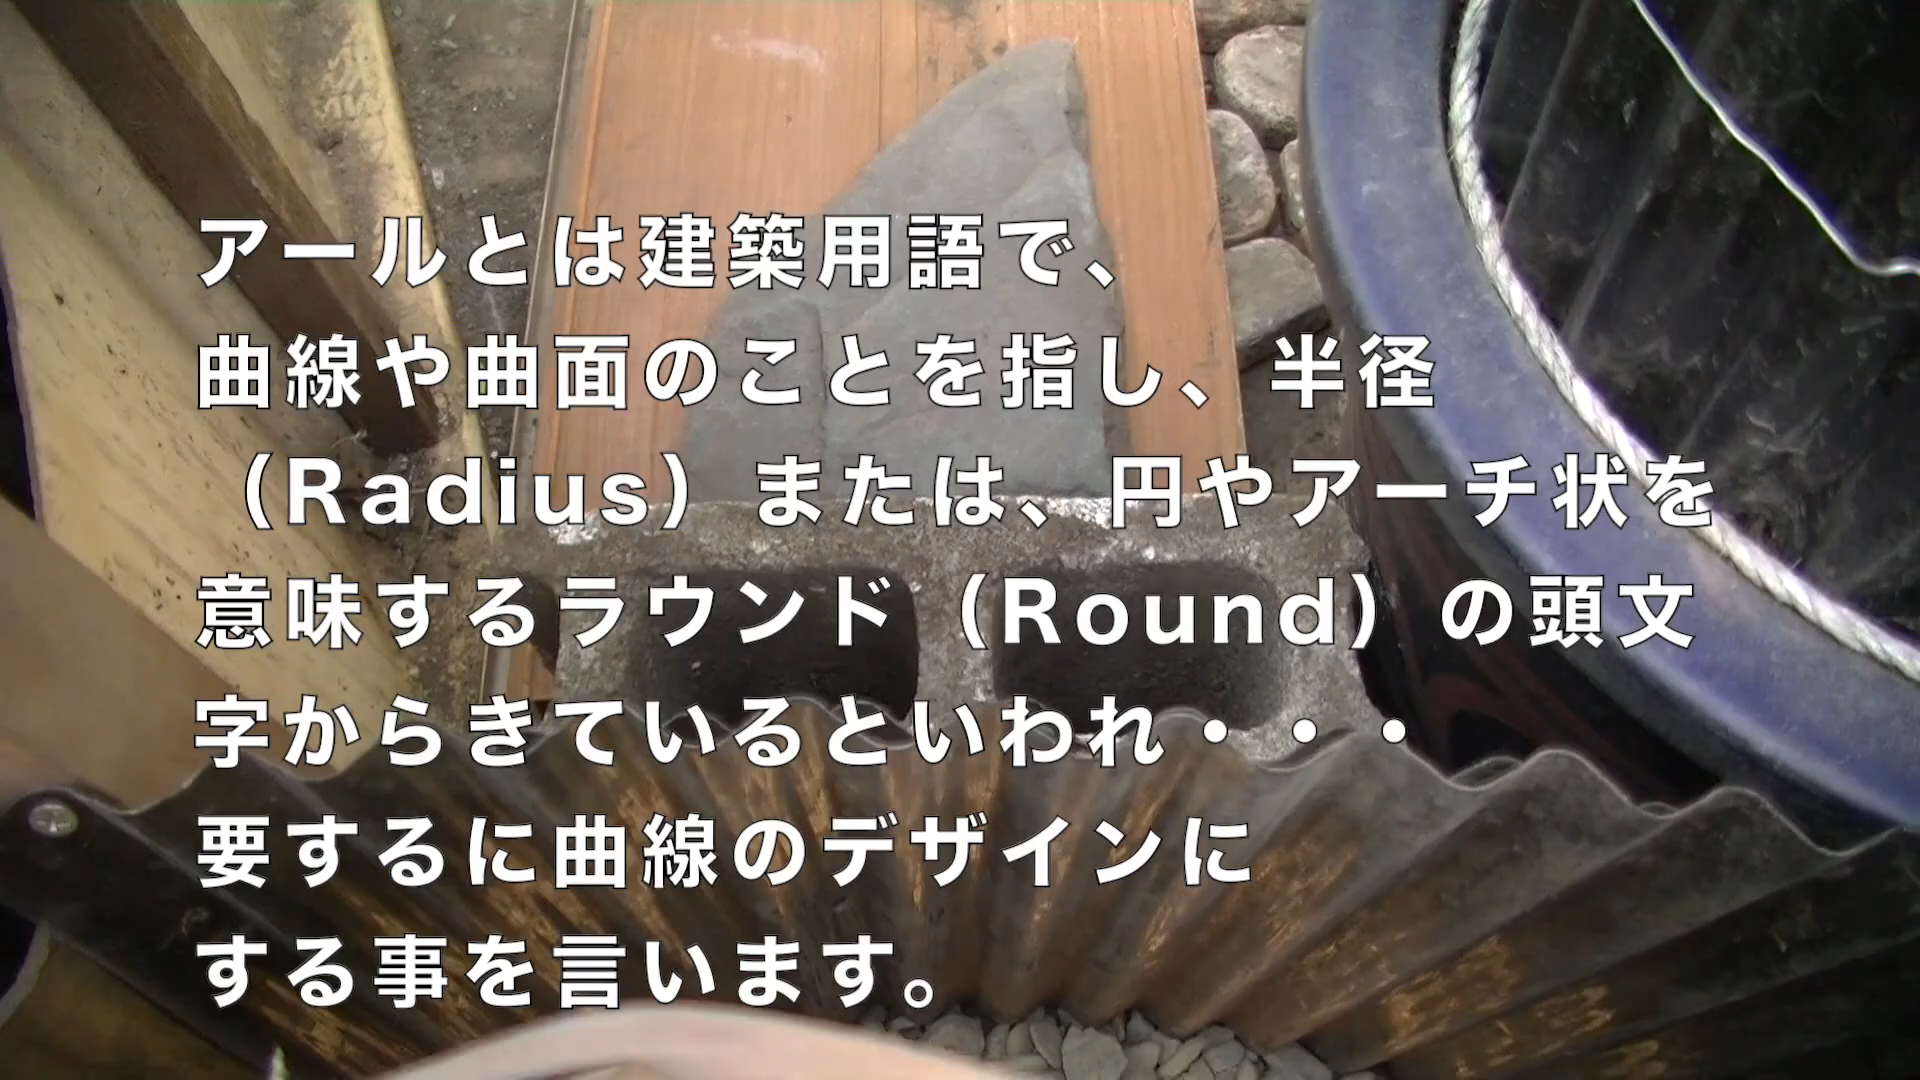 アールとは建築用語で、
曲線や曲面のことを指し、半径
（Radius）または、円やアーチ状を
意味するラウンド（Round）の頭文
字からきているといわれ・・・
要するに曲線のデザインに
する事を言います。